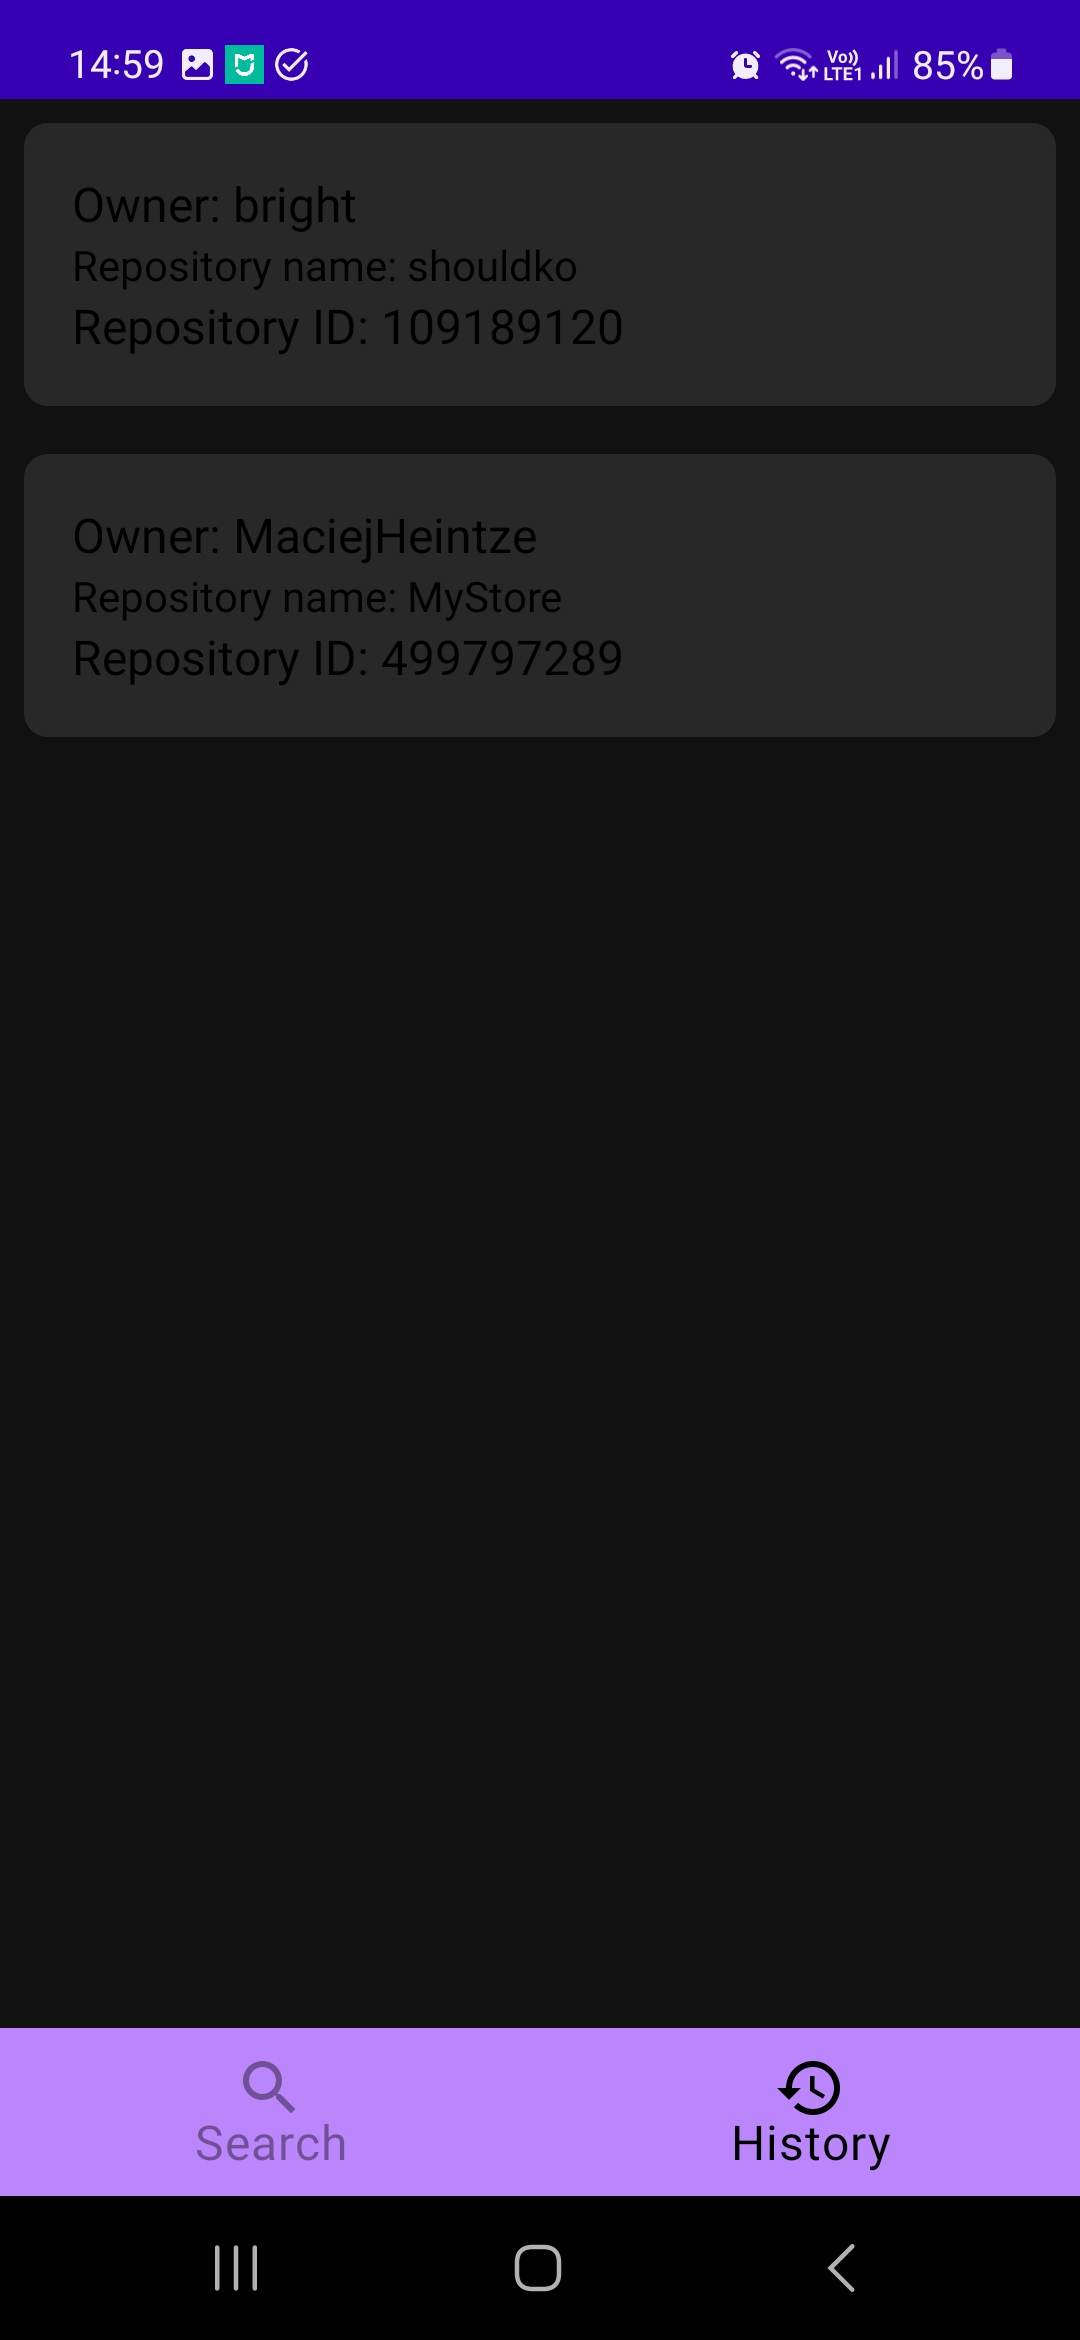 14:59 Vo)) LTE1 85%
Owner: bright
Repository name: shouldko
Repository ID: 109189120
Owner: MaciejHeintze
Repository name: MyStore
Repository ID: 499797289
Search History